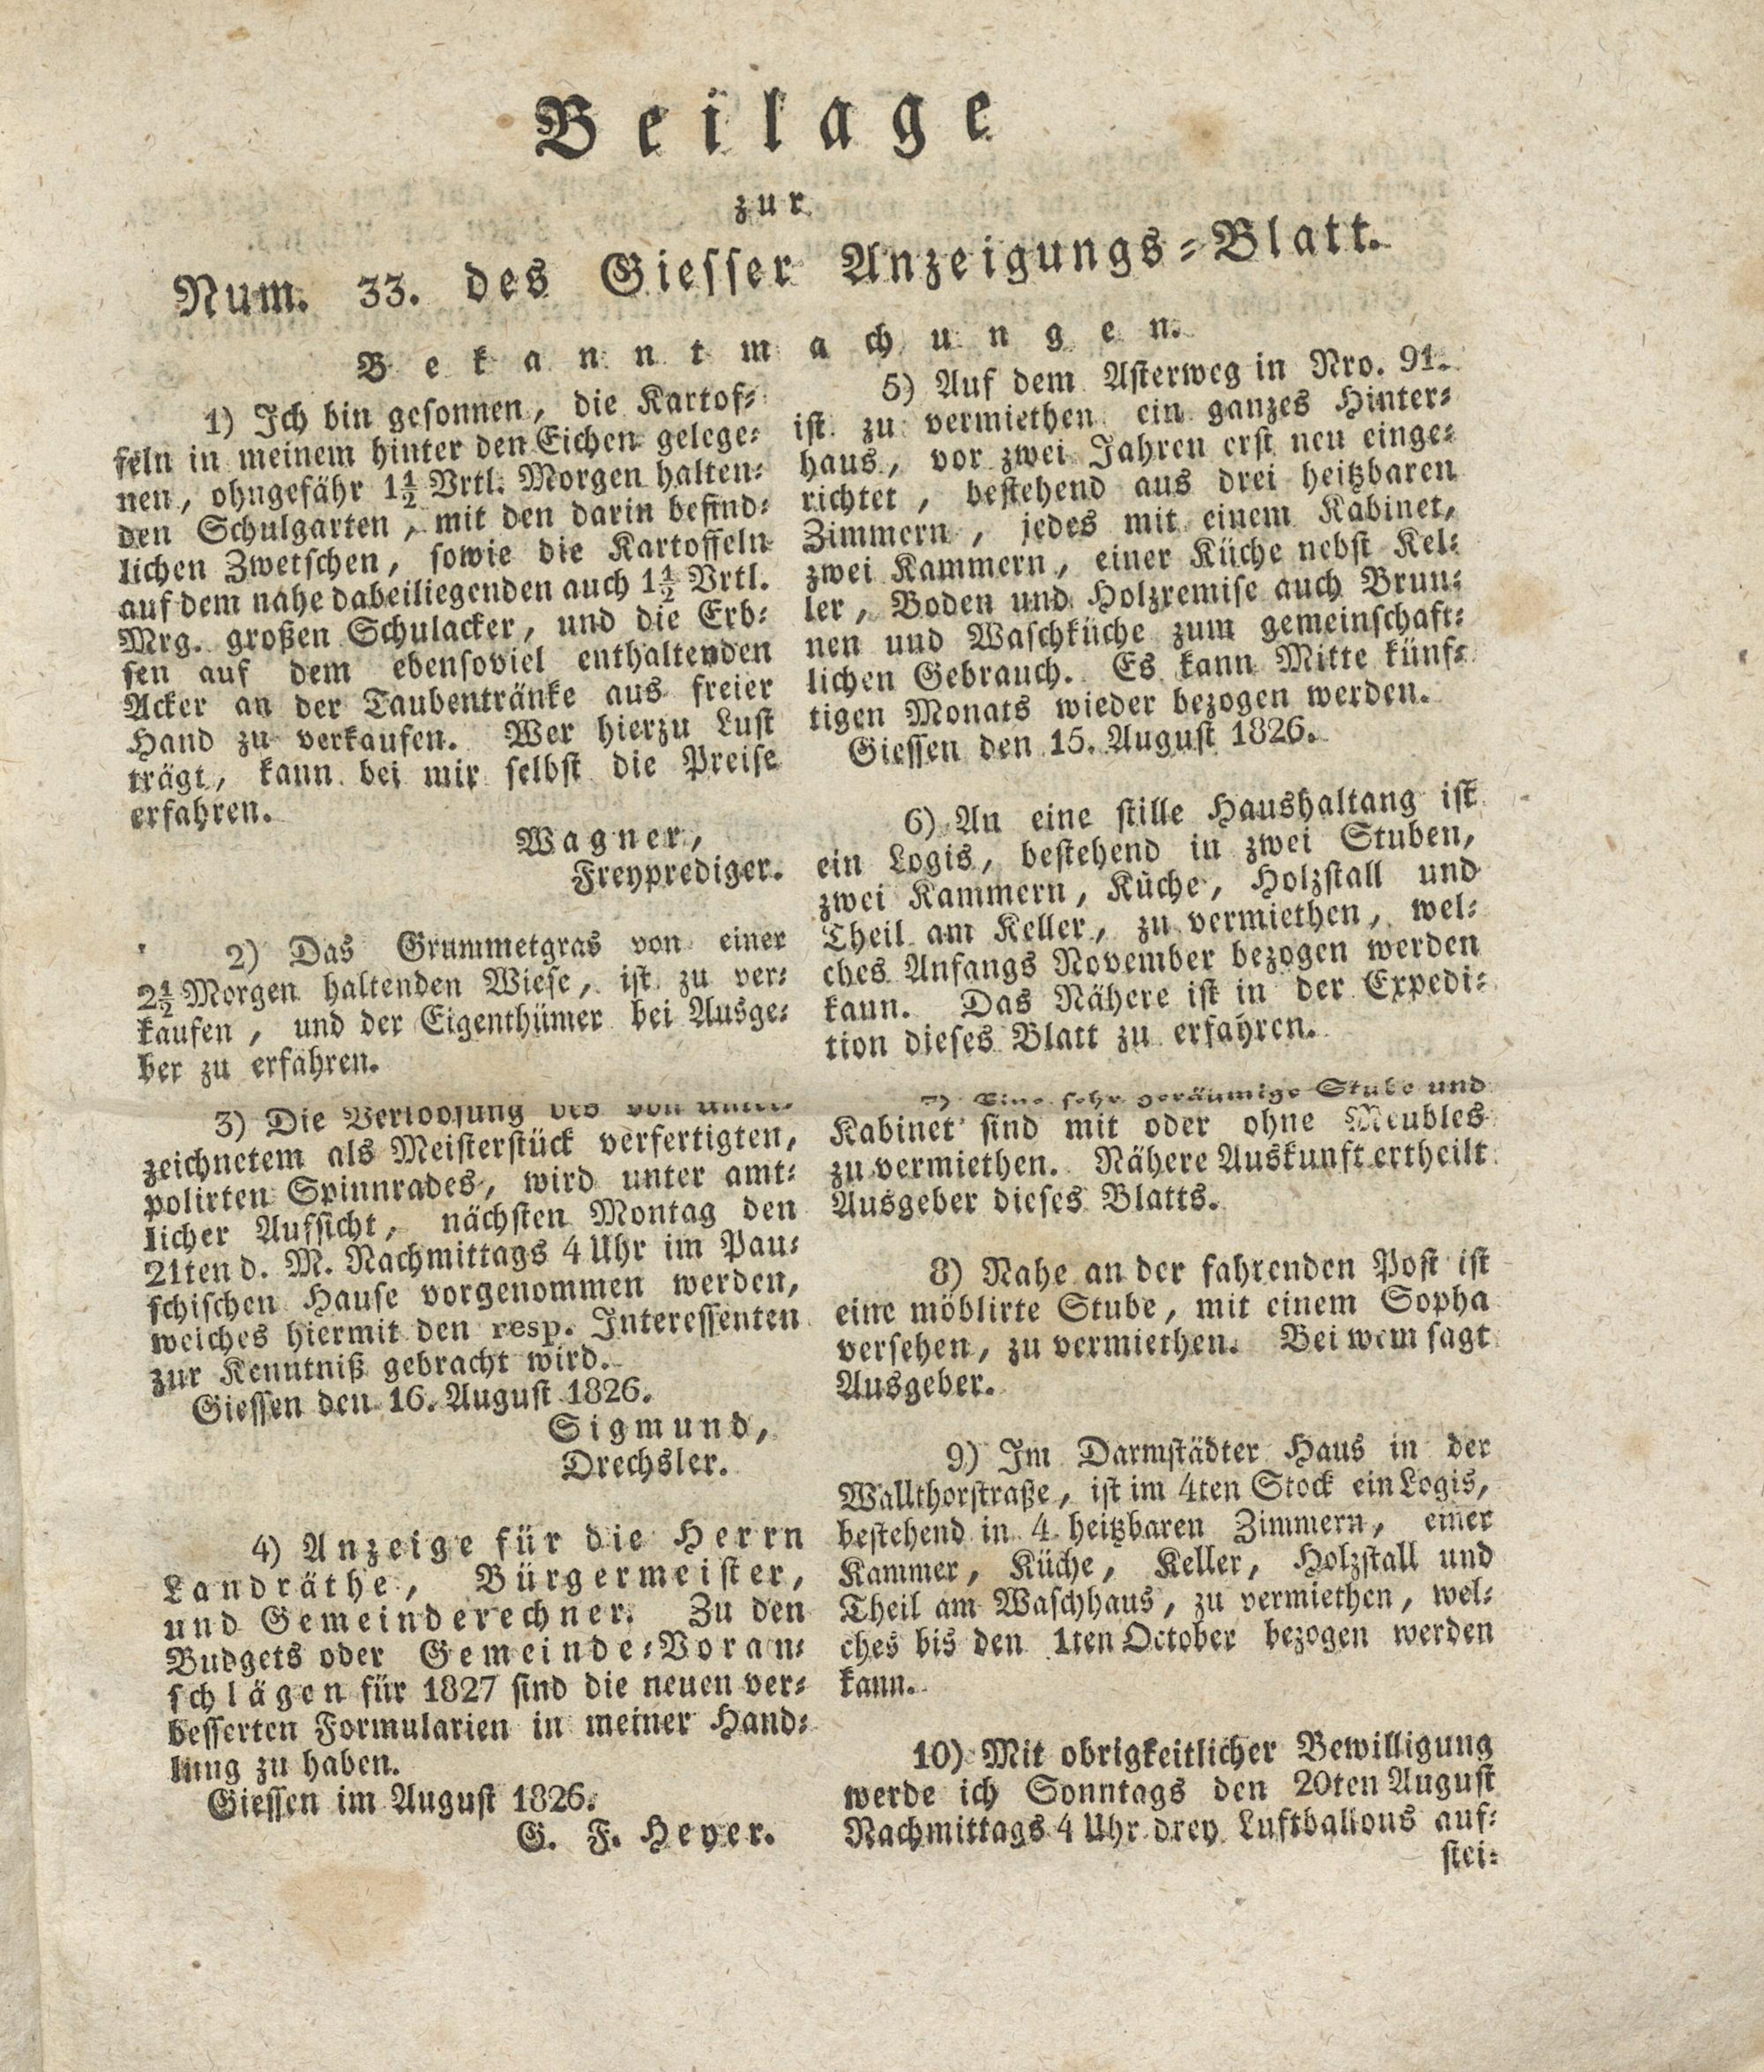 Beilage
zur
Num. 33. des Giesser Anzeigungs-Blatt.
Bekanntmachungen.
1) Ich bin gesonnen, die Kartof-
feln in meinem hinter den Eichen gelege-
nen, ohngefähr 1½ Vrtl. Morgen halten-
den Schulgarten, mit den darin befind-
lichen Zwetschen, sowie die Kartoffeln
auf dem nahe dabeiliegenden auch 1½ Vrtl.
Mrg. großen Schulacker, und die Erb-
sen auf dem ebensoviel enthaltenden
Acker an der Taubentränke aus freier
Hand zu verkaufen. Wer hierzu Lust
trägt, kann bei mir selbst die Preise
erfahren.
Wagner,
Freyprediger.
2) Das Grummetgras von einer
2½ Morgen haltenden Wiese, ist zu ver-
kaufen, und der Eigenthümer bei Ausge-
ber zu erfahren.
3) Die Verloosung des von
zeichnetem als Meisterstück verfertigten,
polirten Spinnrades, wird unter amt-
licher Aufsicht, nächsten Montag den
21ten d. M. Nachmittags 4 Uhr im Pau-
schischen Hause vorgenommen werden,
welches hiermit den resp. Interessenten
zur Kenntniß gebracht wird.
Giessen den 16. August 1826.
Sigmund,
Drechsler.
4) Anzeige für die Herrn
Landräthe, Bürgermeister,
und Gemeinderechner. Zu den
Budgets oder Gemeinde-Voran-
schlägen für 1827 sind die neuen ver-
besserten Formularien in meiner Hand-
lung zu haben.
Giessen im August 1826.
G. F. Heyer.
5) Auf dem Asterweg in Nro. 91.
ist zu vermiethen ein ganzes Hinter-
haus, vor zwei Jahren erst neu einge-
richtet, bestehend aus drei heitzbaren
Zimmern, jedes mit einem Kabinet,
zwei Kammern, einer Küche nebst Kel-
ler, Boden und Holzremise auch Brun-
nen und Waschküche zum gemeinschaft-
lichen Gebrauch. Es kann Mitte künf-
tigen Monats wieder bezogen werden.
Giessen den 15. August 1826.
6) An eine stille Haushaltang ist
ein Logis, bestehend in zwei Stuben,
zwei Kammern, Küche, Holzstall und
Theil am Keller, zu vermiethen, wel-
ches Anfangs November bezogen werden
kann. Das Nähere ist in der Expedi-
tion dieses Blatt zu erfahren.
7) Eine sehr geräumige Stube und
Kabinet sind mit oder ohne Meubles
zu vermiethen. Nähere Auskunft ertheilt
Ausgeber dieses Blatts.
8) Nahe an der fahrenden Post ist
eine möblirte Stube, mit einem Sopha
versehen, zu vermiethen. Bei wem sagt
Ausgeber.
9) Im Darmstädter Haus in der
Wallthorstraße, ist im 4ten Stock ein Logis,
bestehend in 4 heitzbaren Zimmern, einer
Kammer, Küche, Keller, Holzstall und
Theil am Waschhaus, zu vermiethen, wel-
ches bis den 1ten October bezogen werden
kann.
10) Mit obrigkeitlicher Bewilligung
werde ich Sonntags den 20ten August
Nachmittags 4 Uhr drey Luftballons auf-
stei-